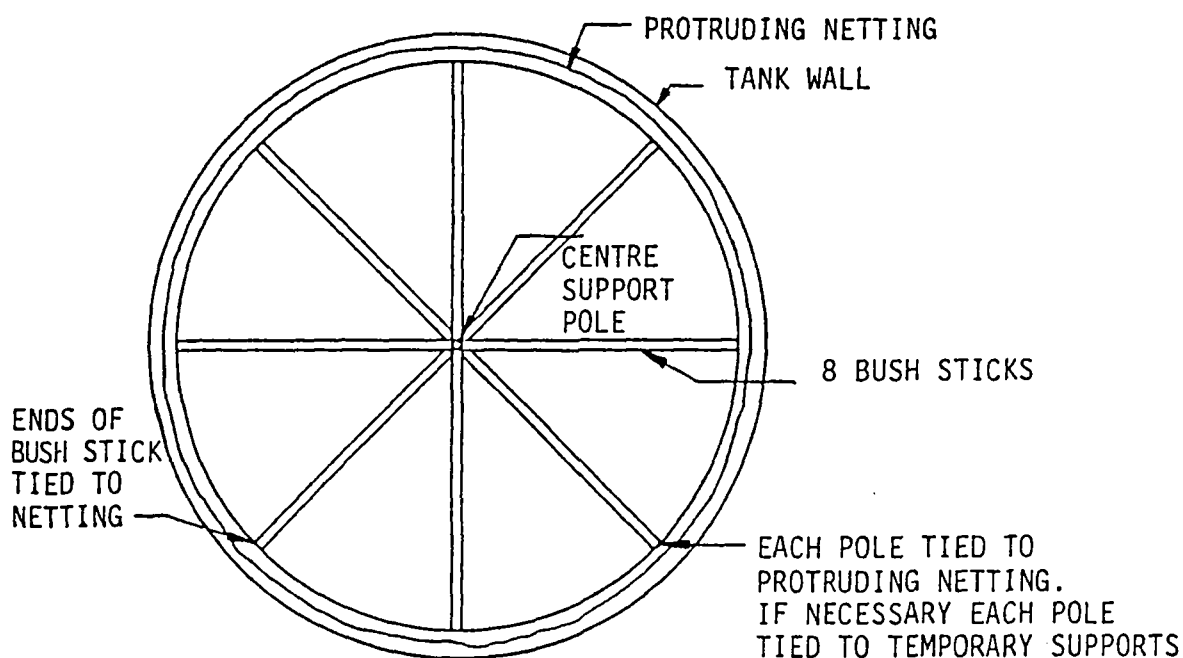 PROTRUDING NETTING
TANK WALL
CENTRE
SUPPORT
POLE
8 BUSH STICKS
ENDS OF
BUSH STICK
TIED TO
NETTING
EACH POLE TIED TO
PROTRUDING NETTING.
IF NECESSARY EACH POLE
TIED TO TEMPORARY SUPPORTS